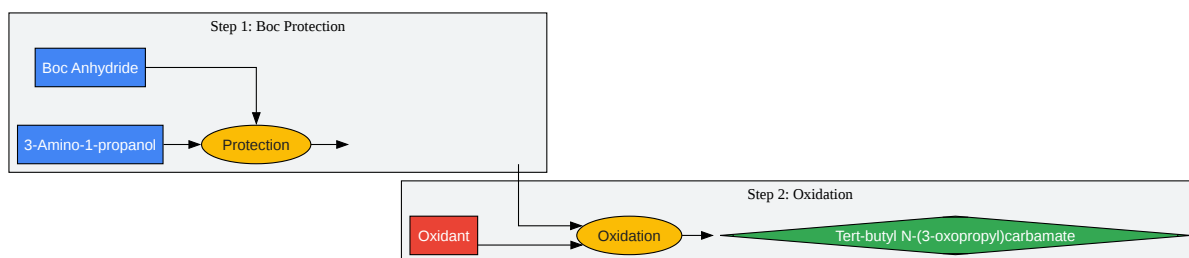 Step 1: Boc Protection
Boc Anhydride
3-Amino-1-propanol
Protection
Step 2: Oxidation
Oxidant
Oxidation
Tert-butyl N-(3-oxopropyl)carbamate